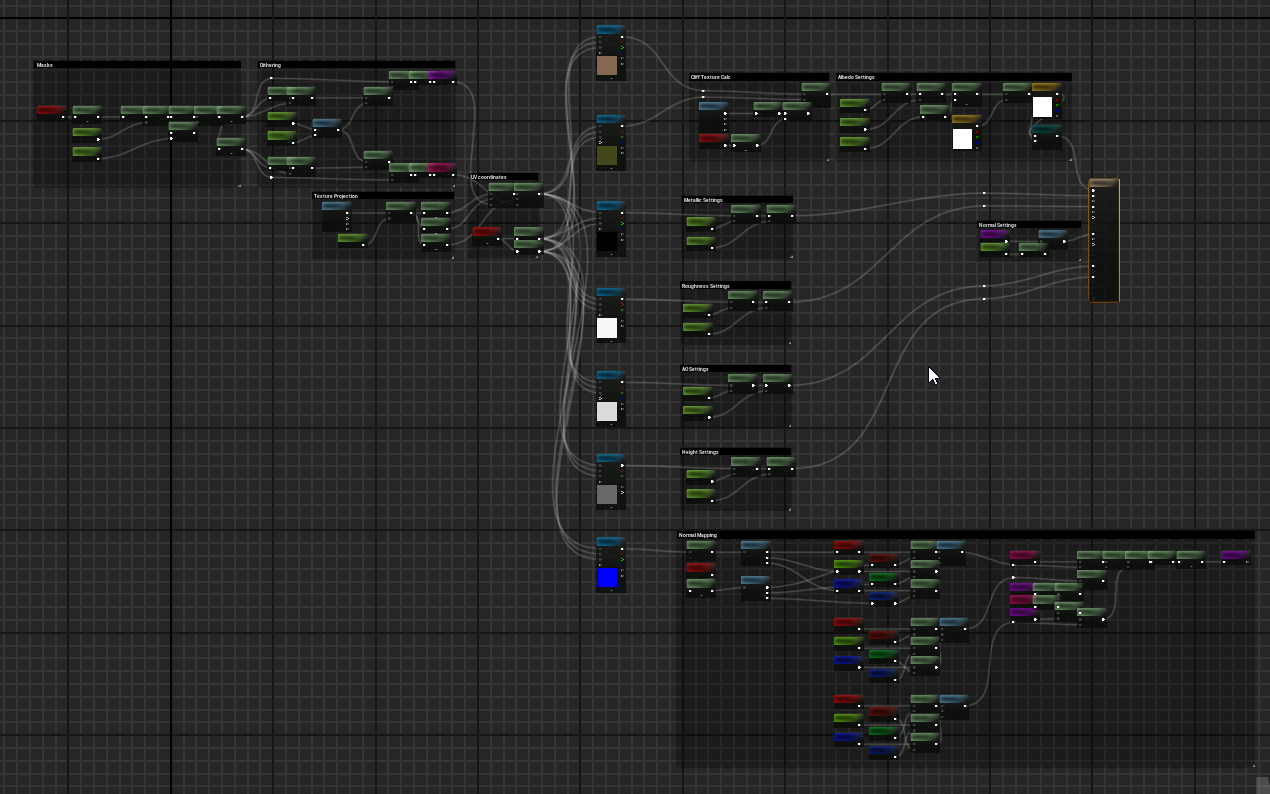 Masks
Dithering
Cliff Texture Calc
Albedo Settings
UV coordinates
Texture Projection
Metallic Settings
Normal Settings
Roughness Settings
AO Settings
Height Settings
Normal Mapping